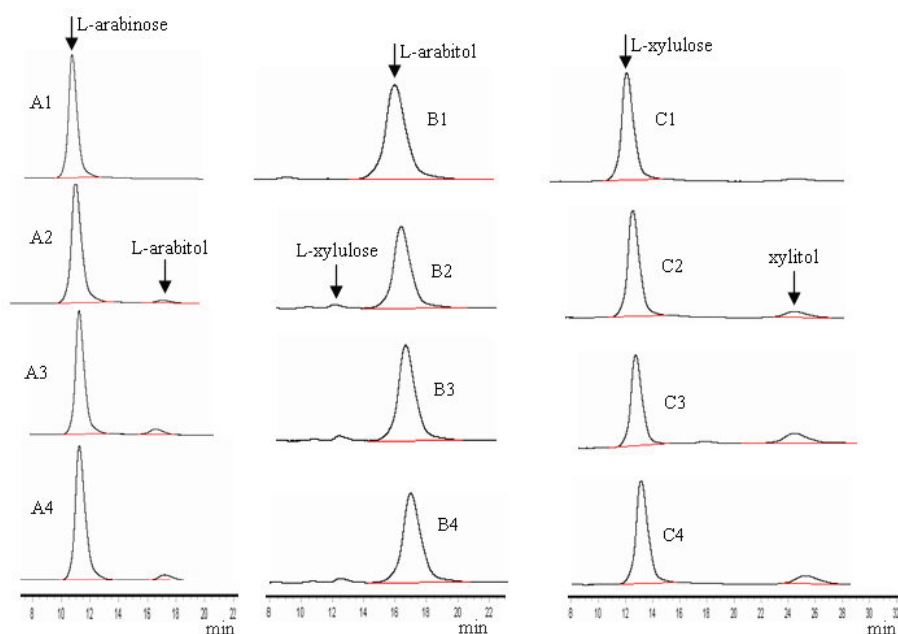 L-arabinose
A1
A2
L-arabitol
A3
A4
8 10 12 14 16 18 20 22
min
L-arabitol
B1
L-xylulose
B2
B3
B4
8 10 12 14 16 18 20 22
min
L-xylulose
C1
C2
xylitol
C3
C4
8 10 12 14 16 18 20 22 24 26 28 30 32
min